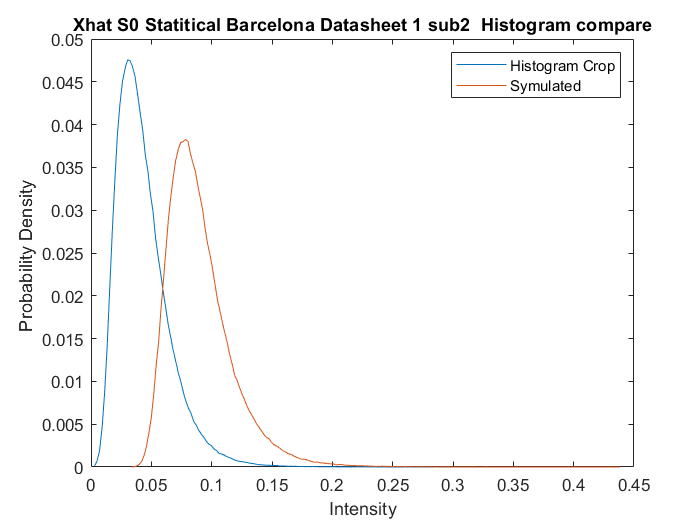 Xhat S0 Statitical Barcelona Datasheet 1 sub2  Histogram compare
0.05
0.045
0.04
0.035
0.03
0.025
0.02
0.015
0.01
0.005
0
Probability Density
Histogram Crop
Symulated
0 0.05 0.1 0.15 0.2 0.25 0.3 0.35 0.4 0.45
Intensity